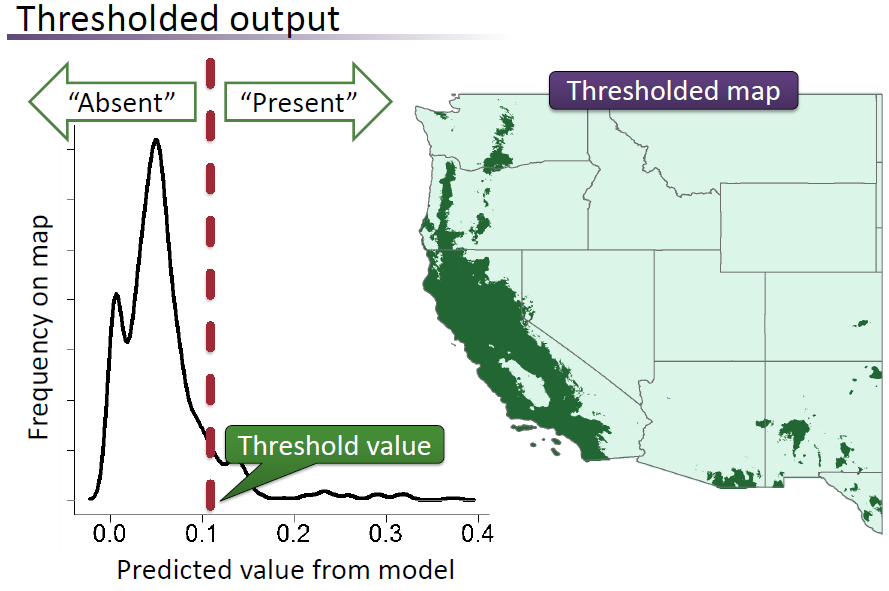 Thresholded output
“Absent”
“Present”
Thresholded map
Frequency on map
Threshold value
0.0
0.1
0.2
0.3
0.4
Predicted value from model